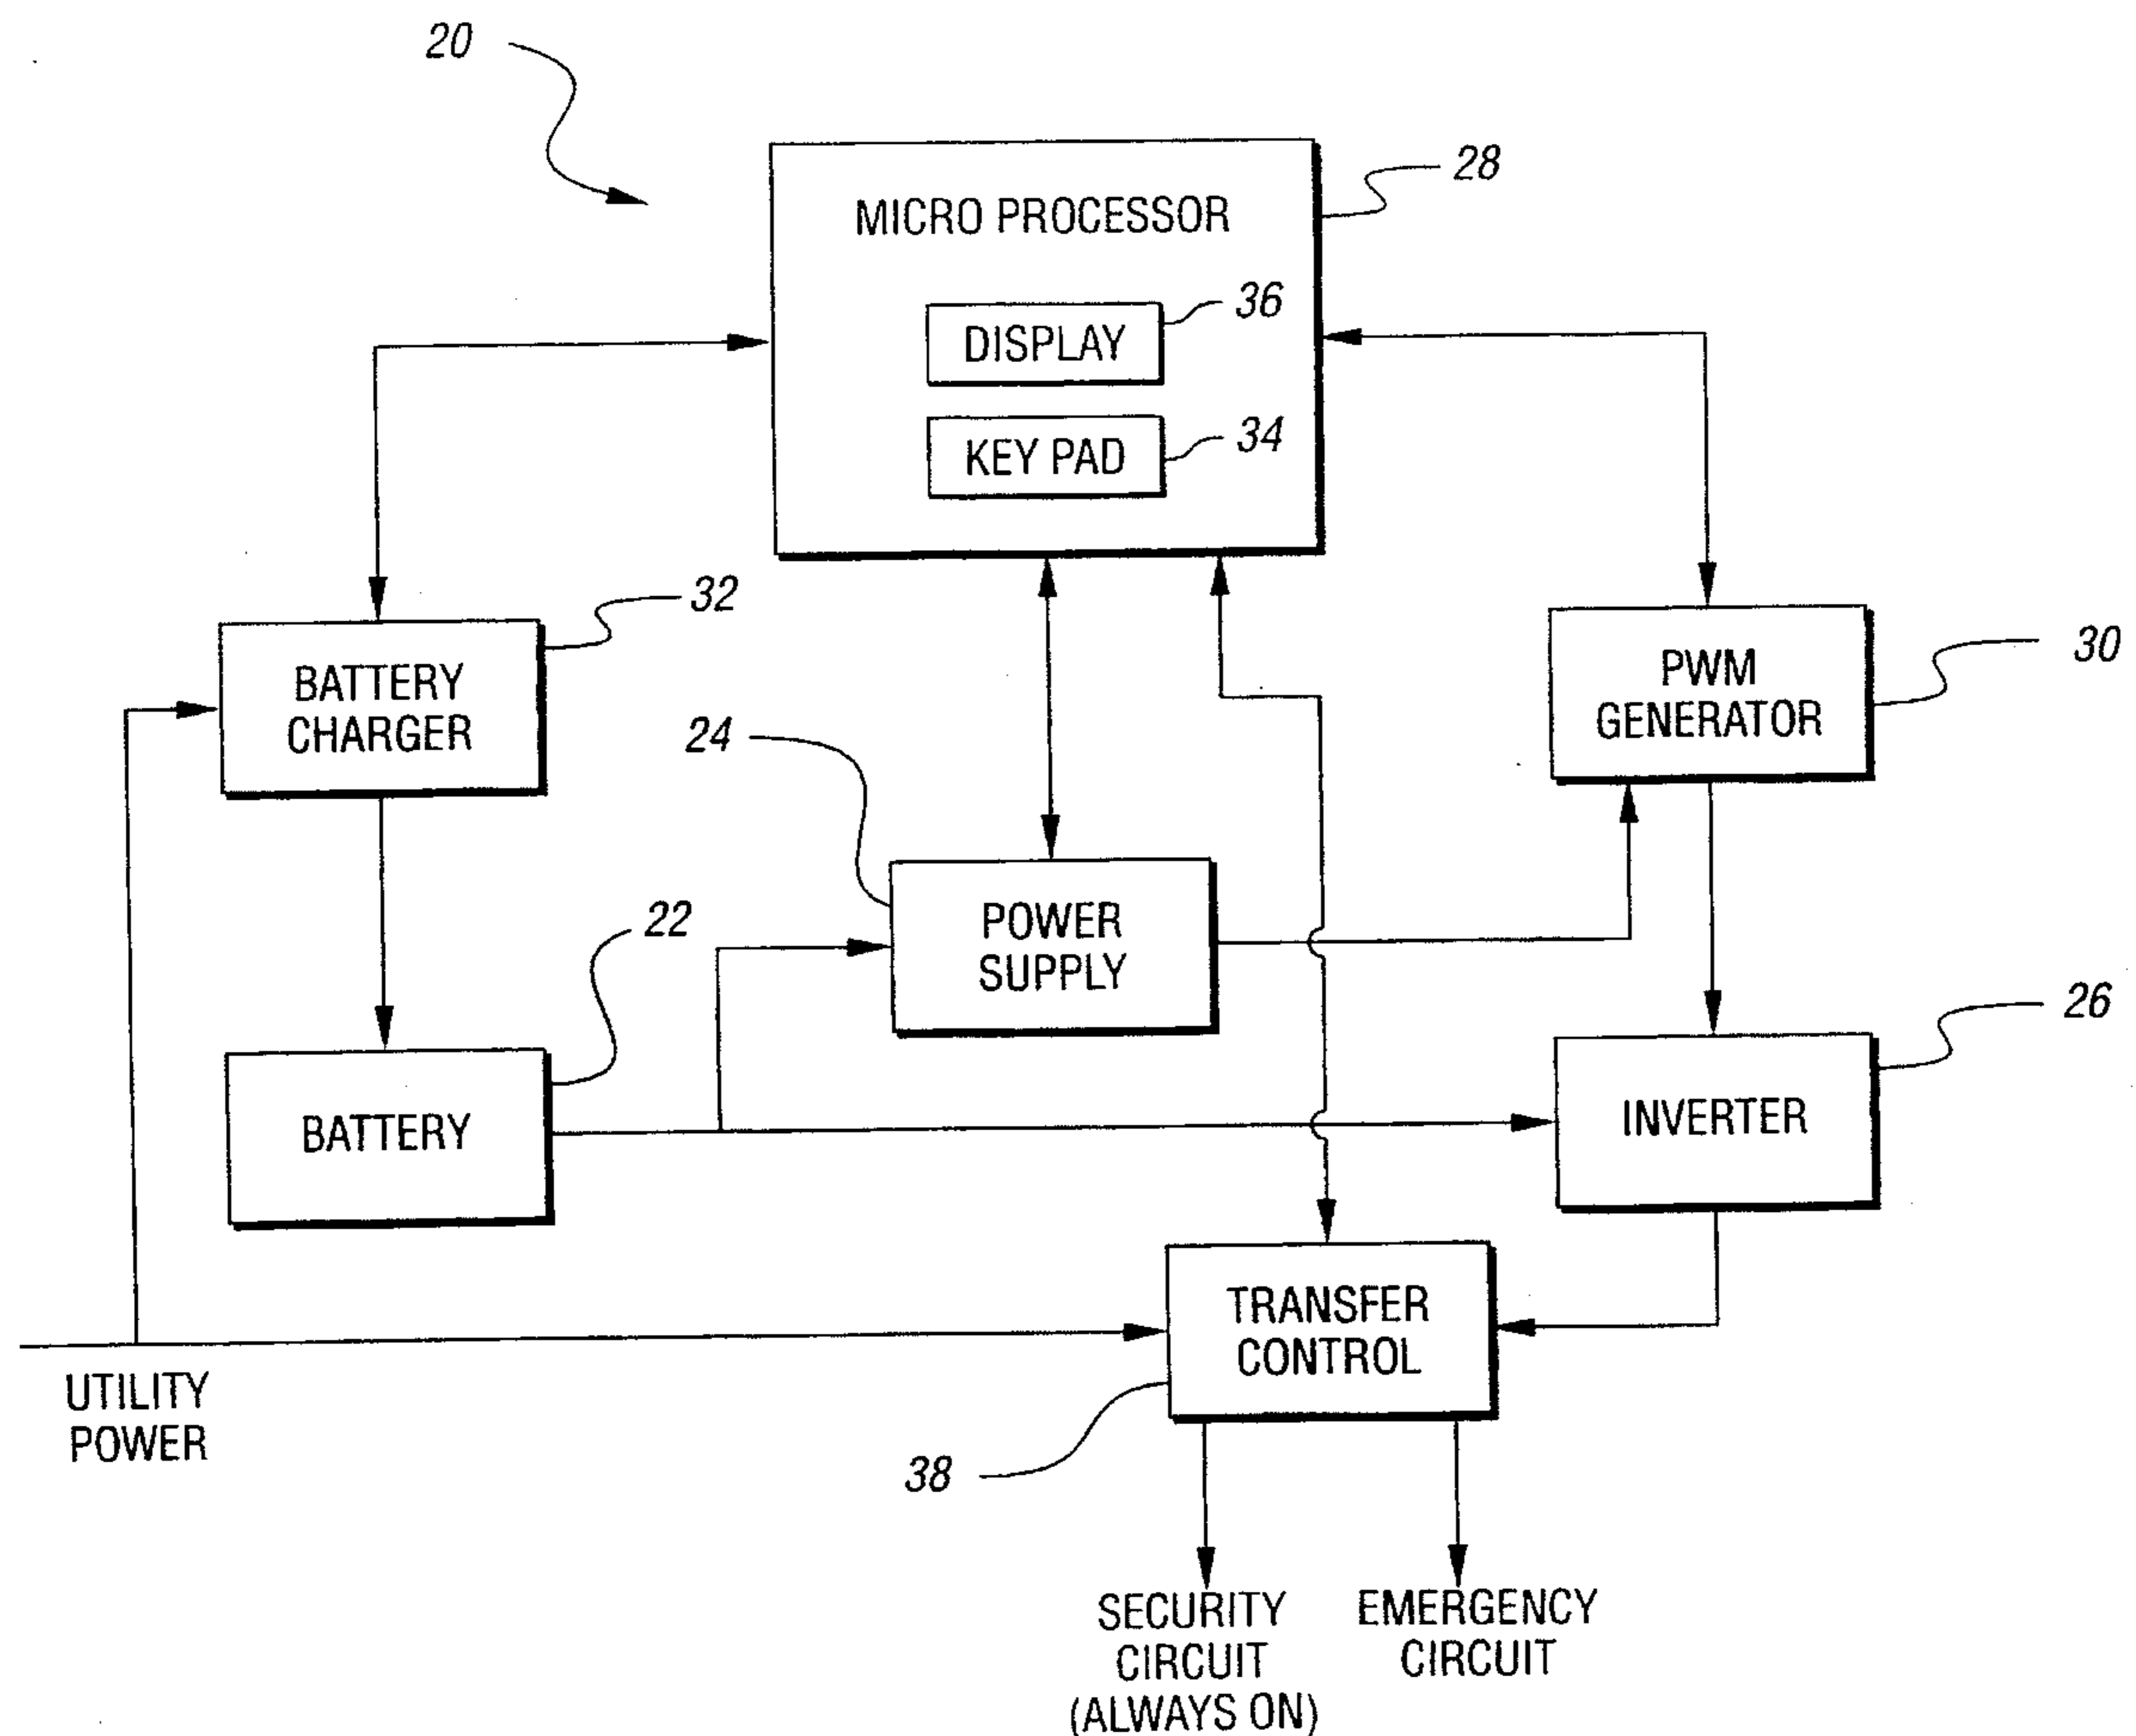 20
28
MICRO PROCESSOR
36
DISPLAY
34
KEY PAD
32
BATTERY
CHARGER
30
PWM
GENERATOR
24
POWER
SUPPLY
22
BATTERY
26
INVERTER
TRANSFER
CONTROL
UTILITY
POWER
38
SECURITY
CIRCUIT
(ALWAYS ON)
EMERGENCY
CIRCUIT